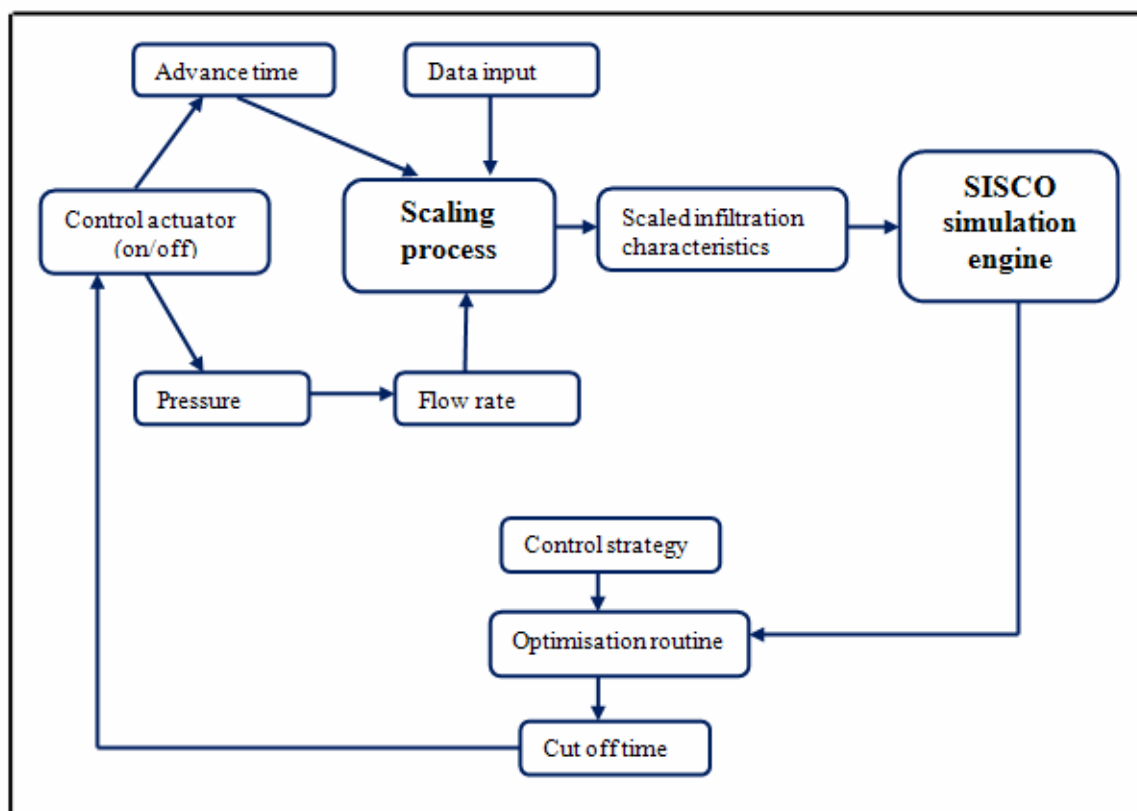 Advance time
Data input
Control actuator
(on/off)
Scaling
process
Scaled infiltration
characteristics
SISCO
simulation
engine
Pressure
Flow rate
Control strategy
Optimisation routine
Cut off time